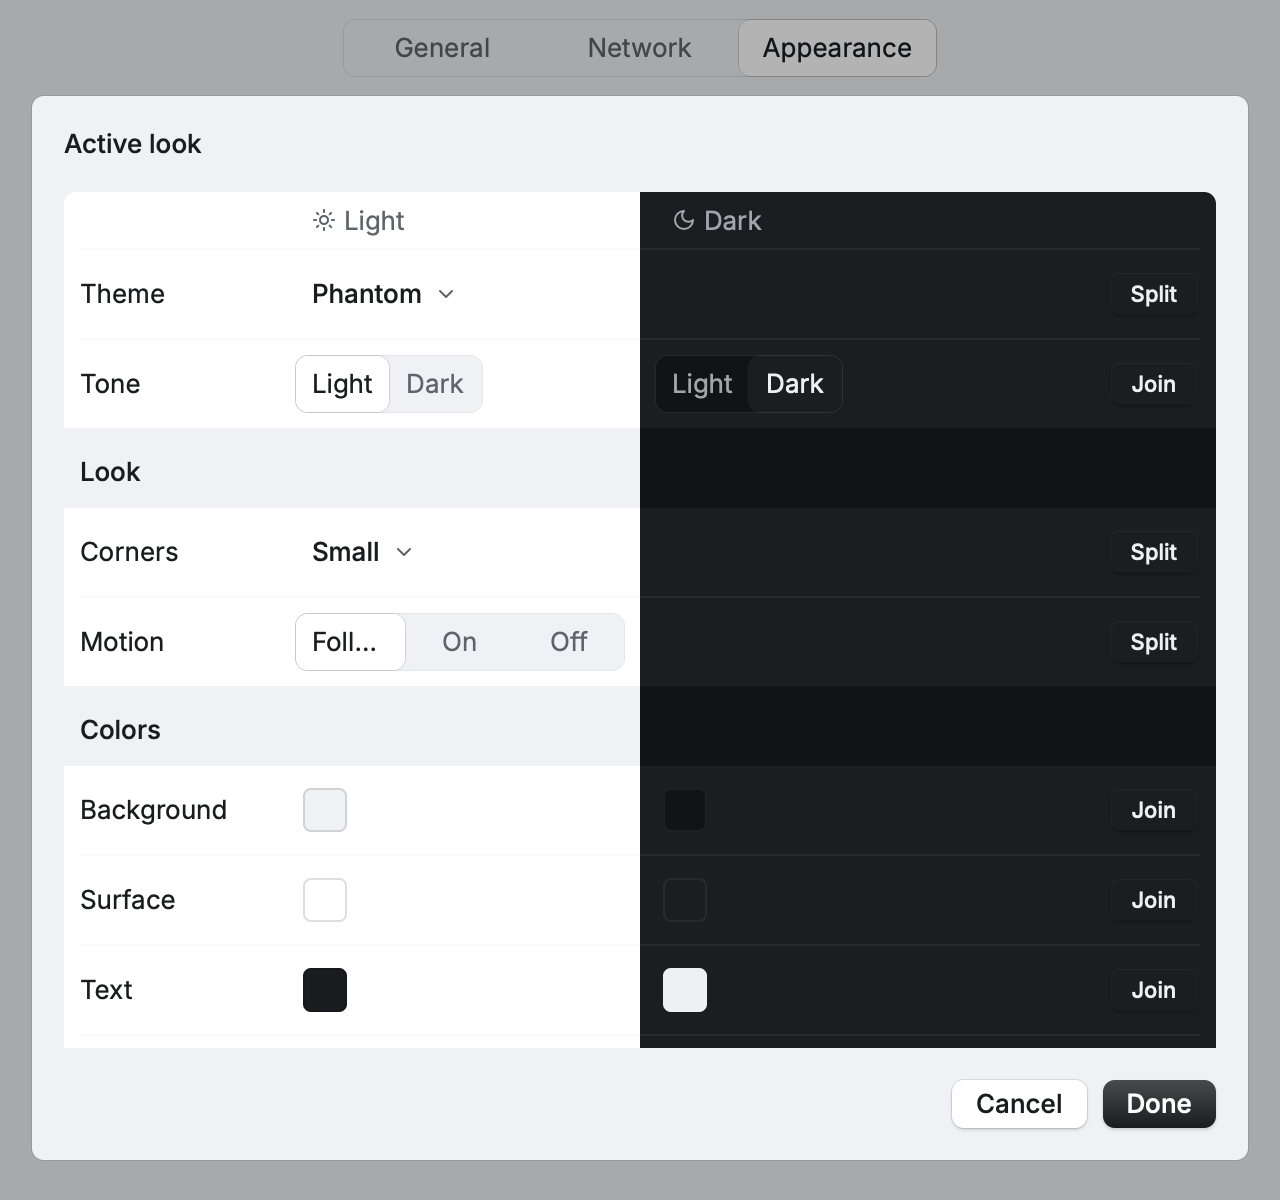 General Network Appearance
Active look
Light Dark
Theme Phantom Split
Tone Light Dark Light Dark Join
Look
Corners Small Split
Motion Foll... On Off Split
Colors
Background Join
Surface Join
Text Join
Cancel Done